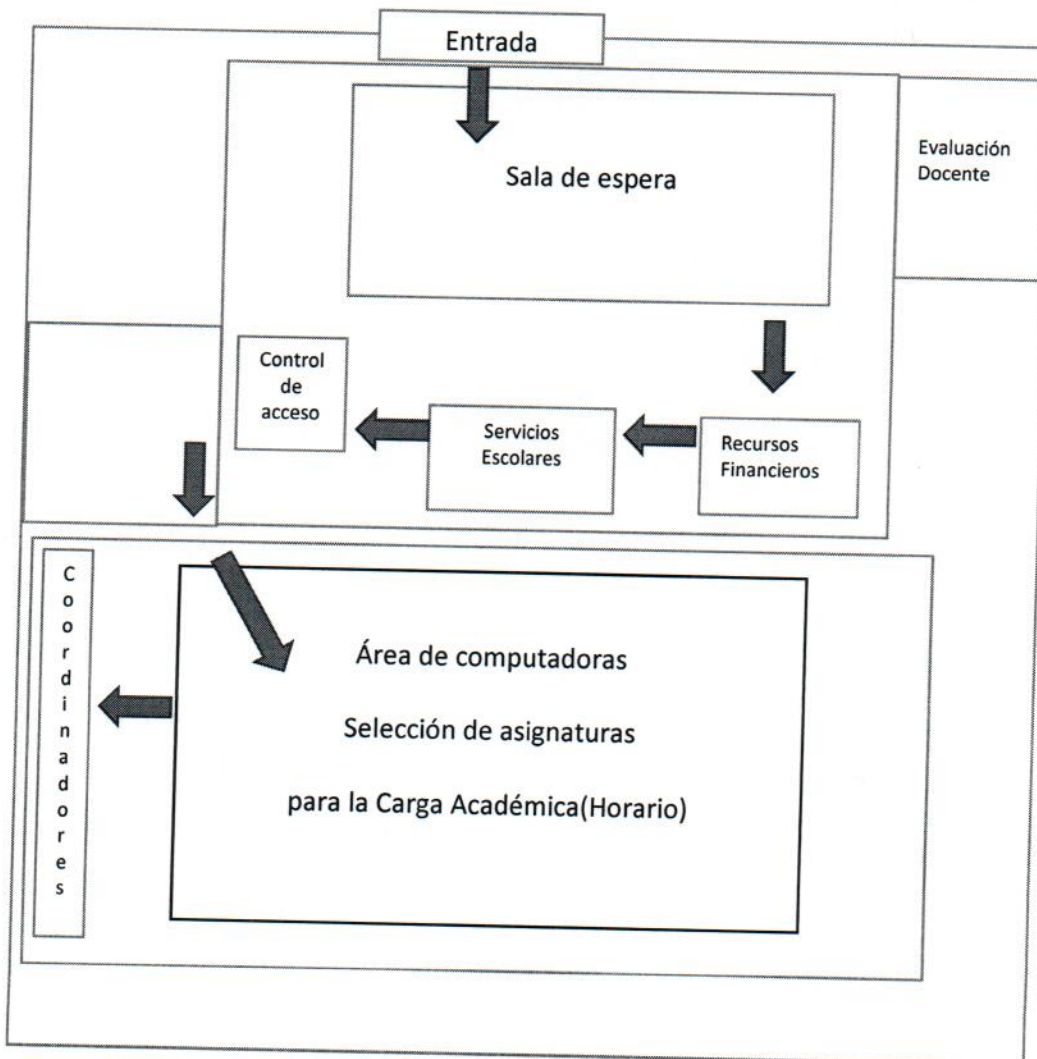 Entrada
Sala de espera
Evaluación
Docente
Control
de
acceso
Servicios
Escolares
Recursos
Financieros
Coordinadores
Área de computadoras
Selección de asignaturas
para la Carga Académica(Horario)